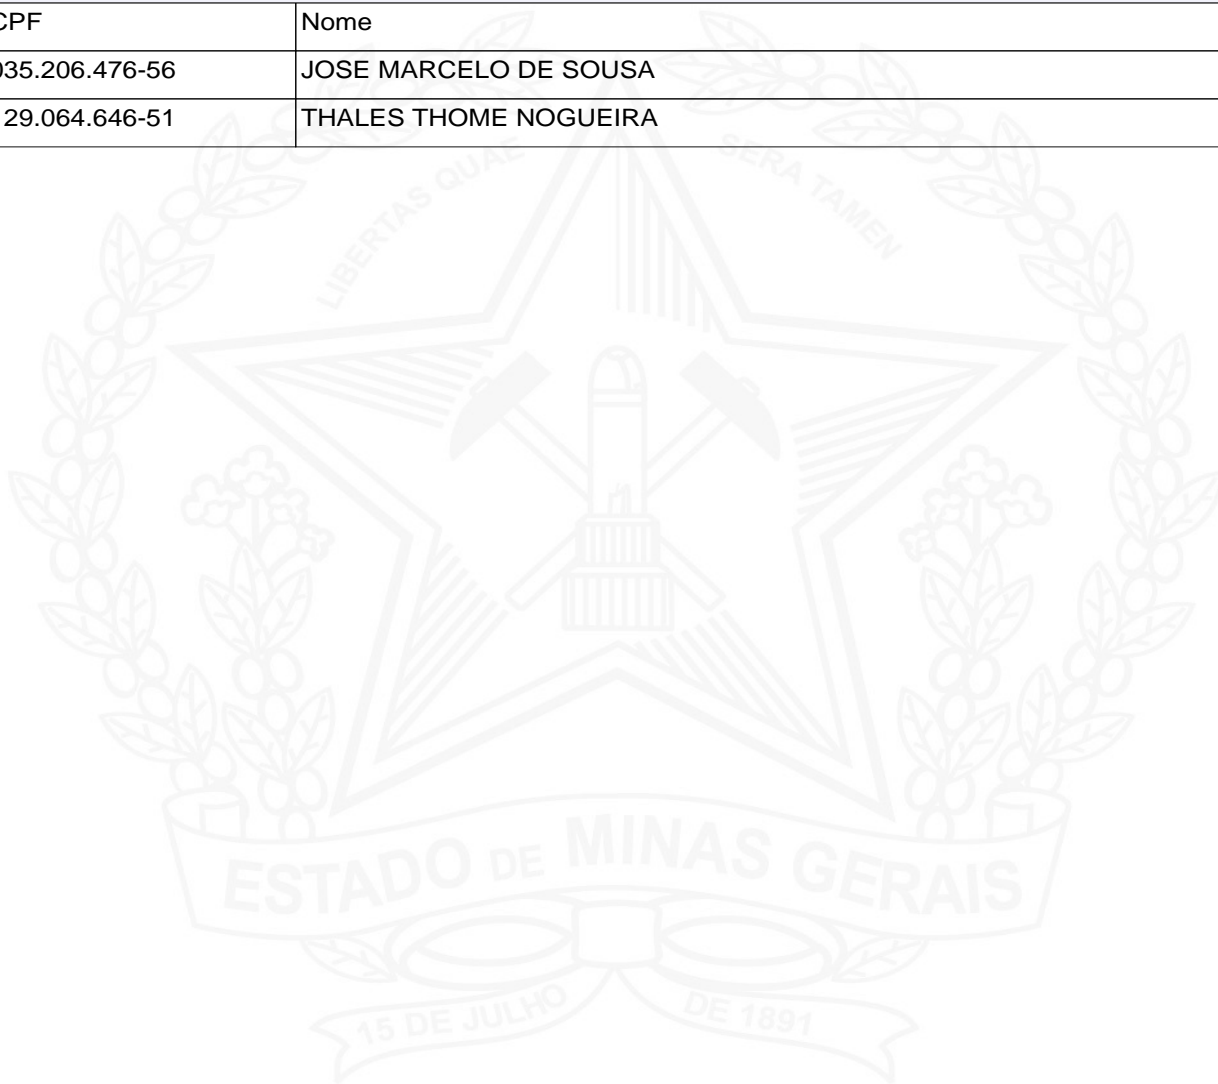 CPF Nome
035.206.476-56 JOSE MARCELO DE SOUSA
29.064.646-51 THALES THOME NOGUEIRA
LIBERTAS QUAE SERA TAMEN
ESTADO DE MINAS GERAIS
15 DE JULHO DE 1891